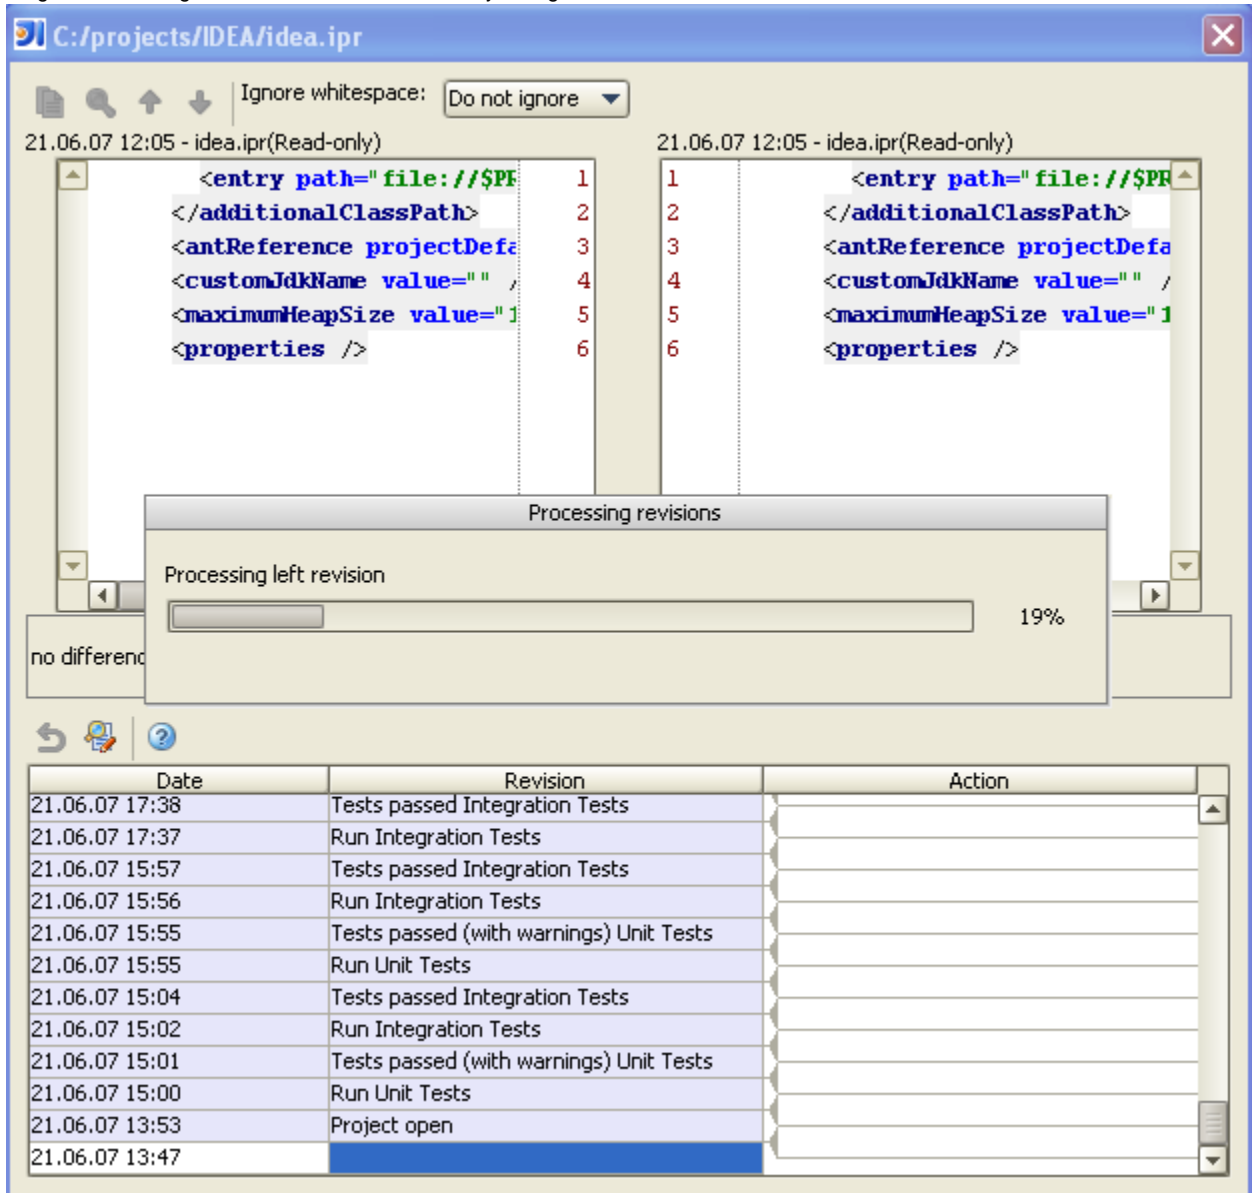 C:/projects/IDEA/idea.ipr
Ignore whitespace: Do not ignore
21.06.07 12:05 - idea.ipr(Read-only) 21.06.07 12:05 - idea.ipr(Read-only)
<entry path="file://$PR 1 1 <entry path="file://$PR
</additionalClassPath> 2 2 </additionalClassPath>
<antReference projectDefa 3 3 <antReference projectDefa
<customJdkName value="" / 4 4 <customJdkName value="" /
<maximumHeapSize value="1 5 5 <maximumHeapSize value="1
<properties /> 6 6 <properties />
Processing revisions
Processing left revision
19%
no differenc
Date Revision Action
21.06.07 17:38 Tests passed Integration Tests
21.06.07 17:37 Run Integration Tests
21.06.07 15:57 Tests passed Integration Tests
21.06.07 15:56 Run Integration Tests
21.06.07 15:55 Tests passed (with warnings) Unit Tests
21.06.07 15:55 Run Unit Tests
21.06.07 15:04 Tests passed Integration Tests
21.06.07 15:02 Run Integration Tests
21.06.07 15:01 Tests passed (with warnings) Unit Tests
21.06.07 15:00 Run Unit Tests
21.06.07 13:53 Project open
21.06.07 13:47